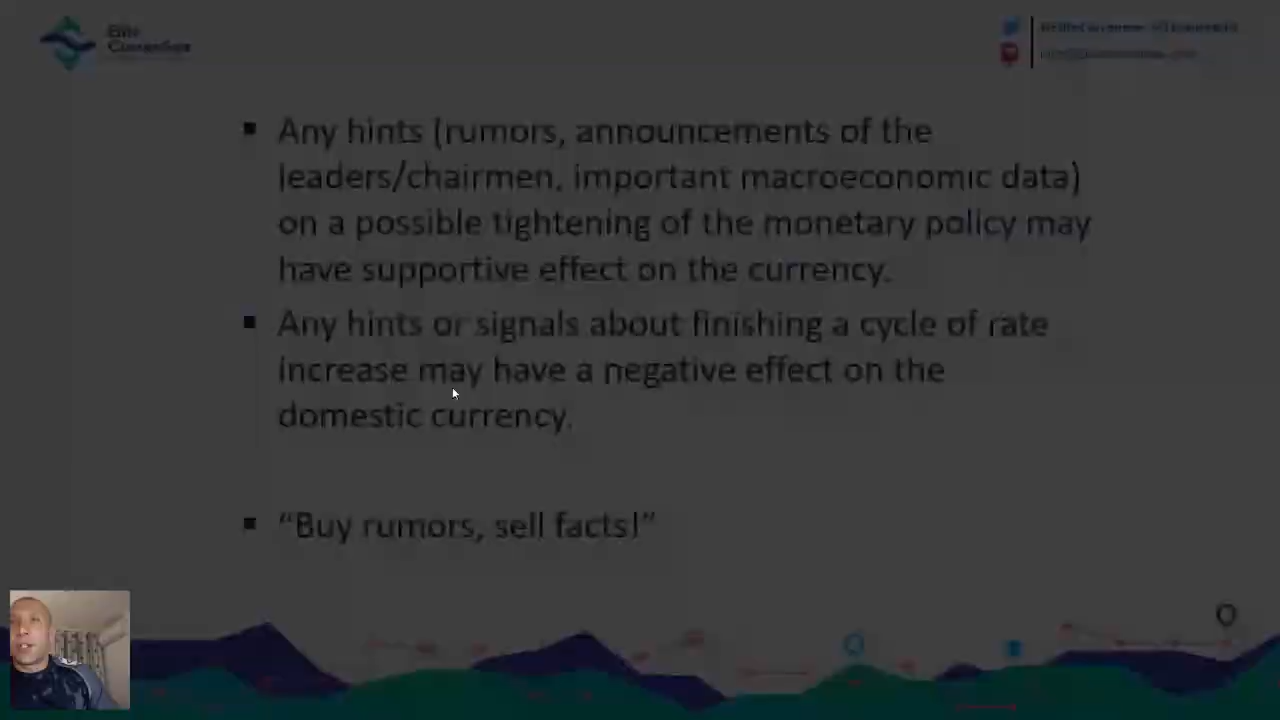 Elite
Currensea
▪ Any hints (rumors, announcements of the
leaders/chairmen, important macroeconomic data)
on a possible tightening of the monetary policy may
have supportive effect on the currency.
▪ Any hints or signals about finishing a cycle of rate
increase may have a negative effect on the
domestic currency.
▪ “Buy rumors, sell facts!”